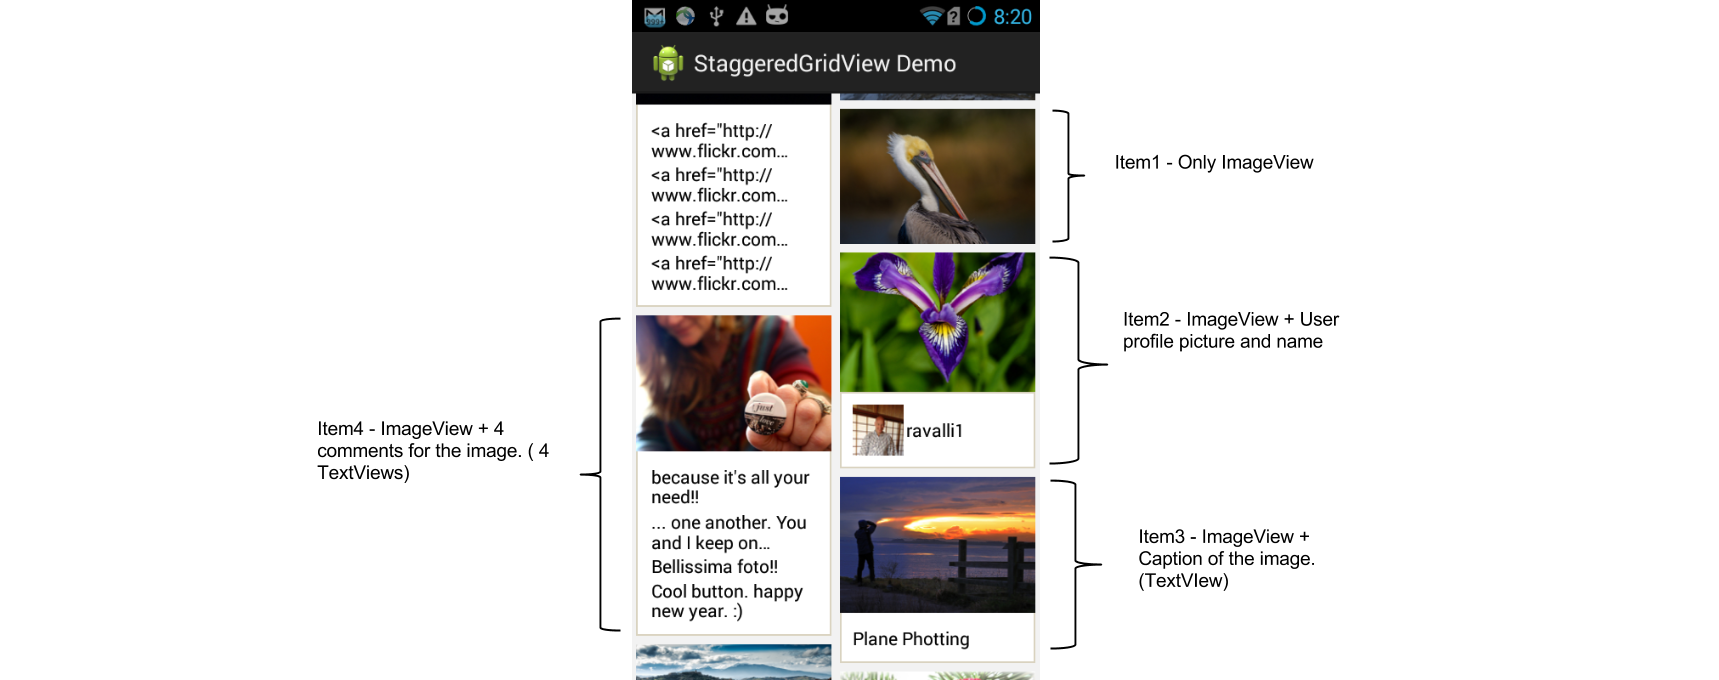 8:20
StaggeredGridView Demo
<a href="http://
www.flickr.com...
<a href="http://
www.flickr.com...
<a href="http://
www.flickr.com...
<a href="http://
www.flickr.com...
Item1 - Only ImageView
Item2 - ImageView + User
profile picture and name
ravalli1
Item4 - ImageView + 4
comments for the image. ( 4
TextViews)
just
because it's all your
need!!
... one another. You
and I keep on...
Bellissima foto!!
Cool button. happy
new year. :)
Item3 - ImageView +
Caption of the image.
(TextVIew)
Plane Photting